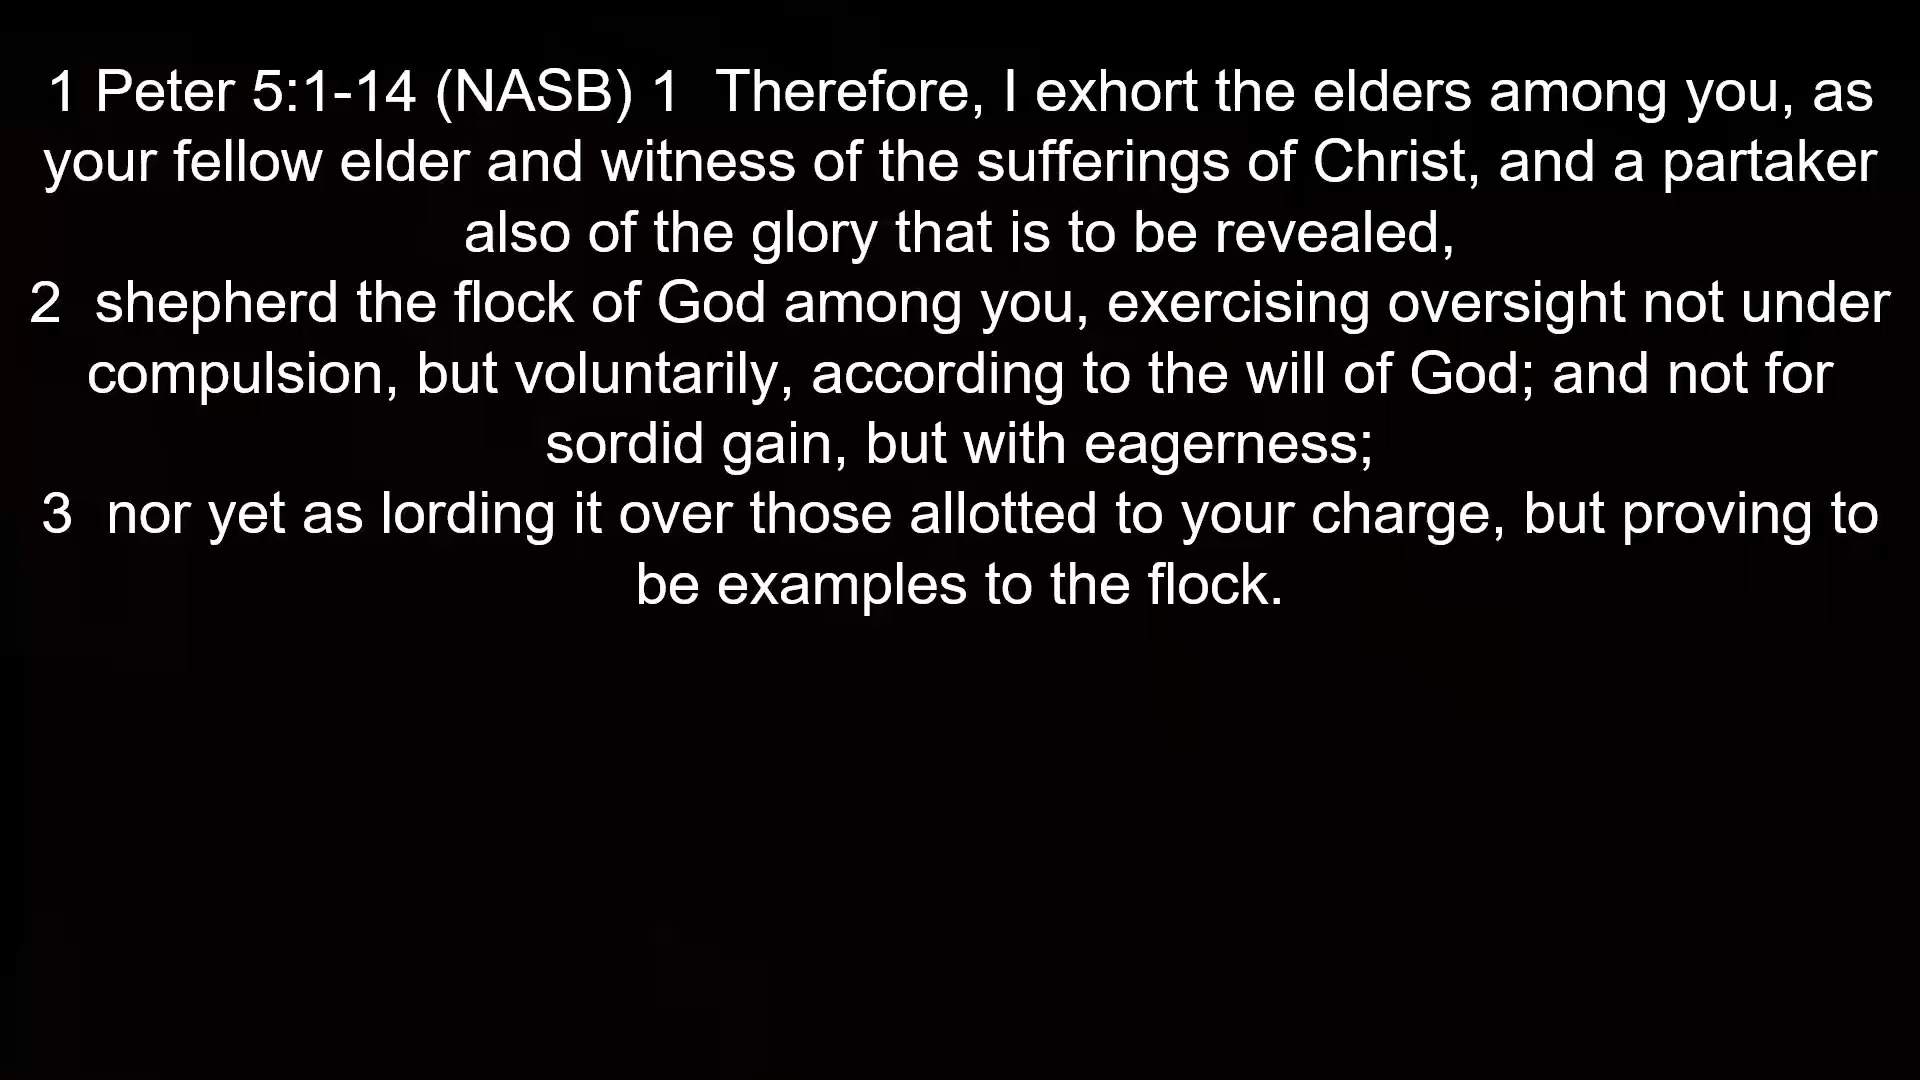 1 Peter 5:1-14 (NASB) 1  Therefore, I exhort the elders among you, as
your fellow elder and witness of the sufferings of Christ, and a partaker
also of the glory that is to be revealed,
2  shepherd the flock of God among you, exercising oversight not under
compulsion, but voluntarily, according to the will of God; and not for
sordid gain, but with eagerness;
3  nor yet as lording it over those allotted to your charge, but proving to
be examples to the flock.